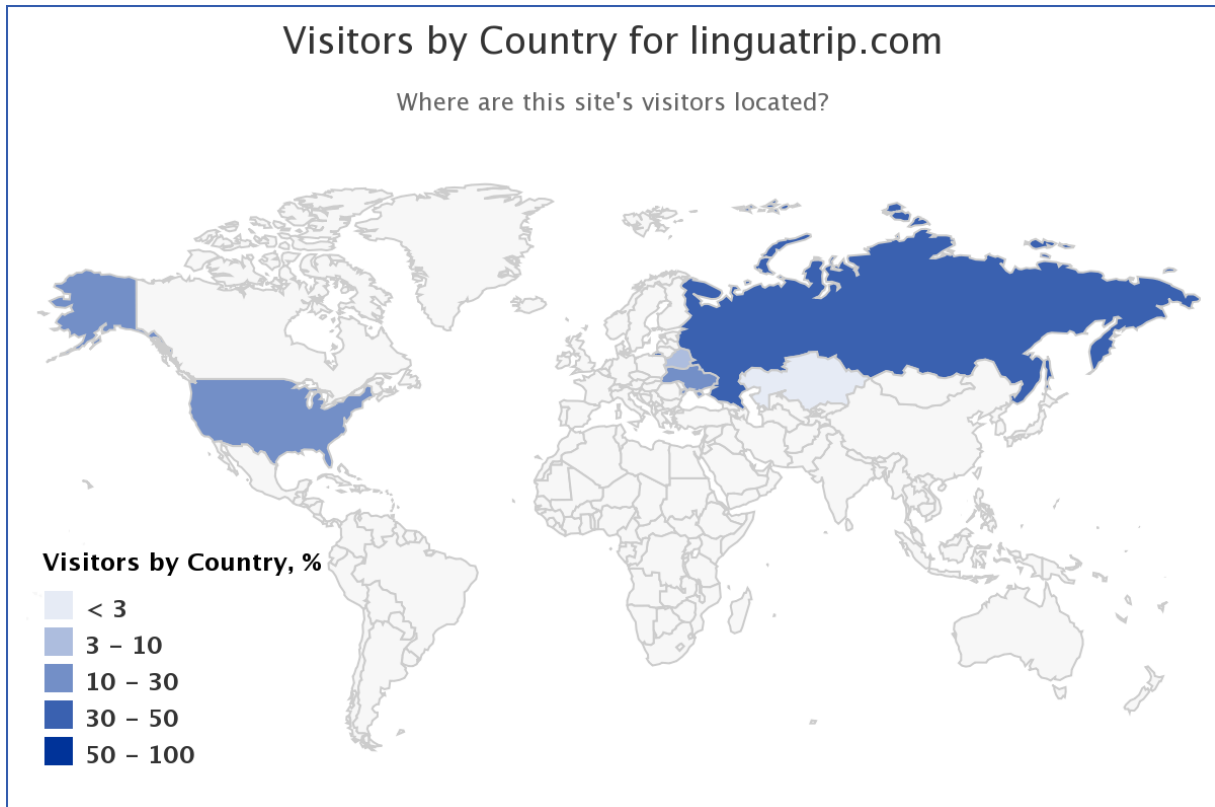 Visitors by Country for linguatrip.com
Where are this site's visitors located?
Visitors by Country, %
< 3
3 – 10
10 – 30
30 – 50
50 – 100